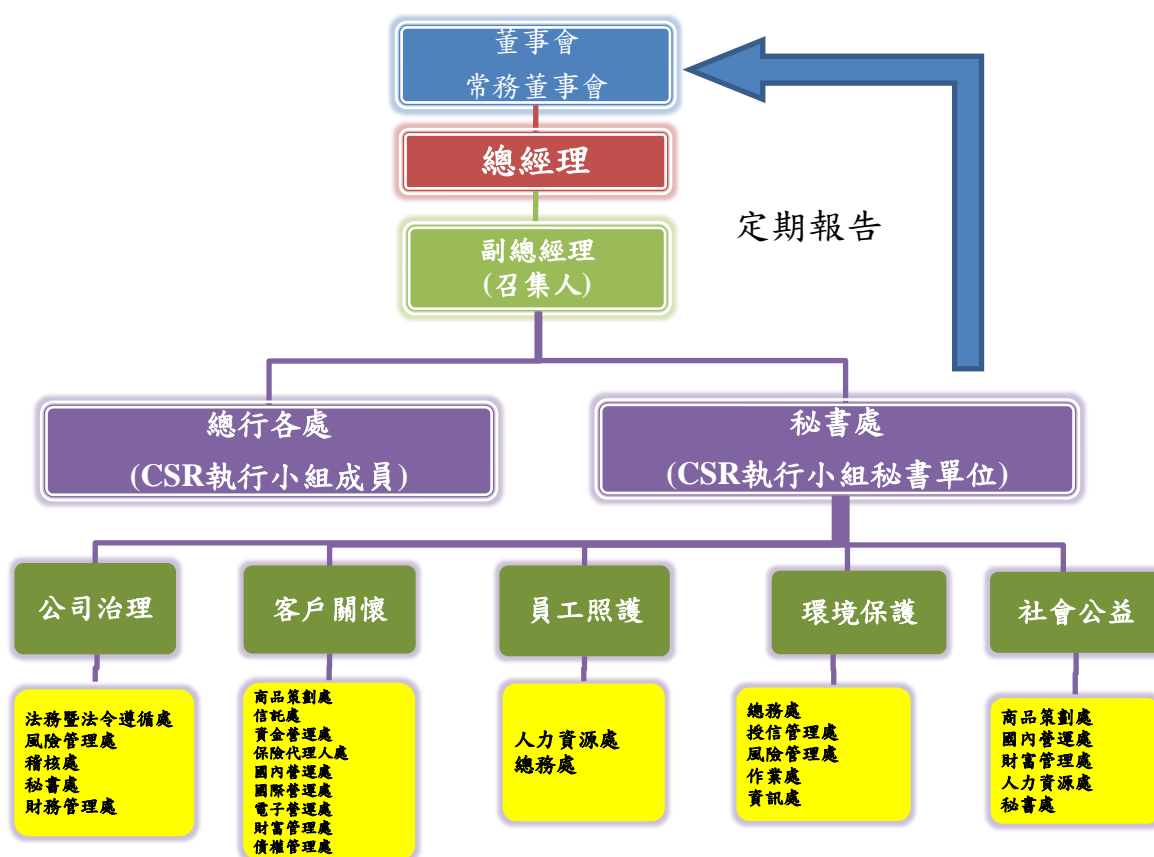 董事會
常務董事會
總經理
定期報告
副總經理
(召集人)
總行各處
(CSR執行小組成員)
秘書處
(CSR執行小組秘書單位)
公司治理
客戶關懷
員工照護
環境保護
社會公益
法務暨法令遵循處
風險管理處
稽核處
秘書處
財務管理處
商品策劃處
信託處
資金營運處
保險代理人處
國內營運處
國際營運處
電子營運處
財富管理處
債權管理處
人力資源處
總務處
總務處
授信管理處
風險管理處
作業處
資訊處
商品策劃處
國內營運處
財富管理處
人力資源處
秘書處